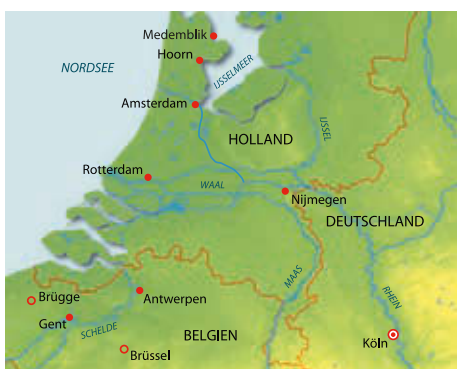 Medemblik
Hoorn
NORDSEE
IJSSELMEER
Amsterdam
HOLLAND
IJSSEL
Rotterdam
WAAL
Nijmegen
DEUTSCHLAND
MAAS
RHEIN
Brügge
Antwerpen
Gent
SCHELDE
BELGIEN
Köln
Brüssel